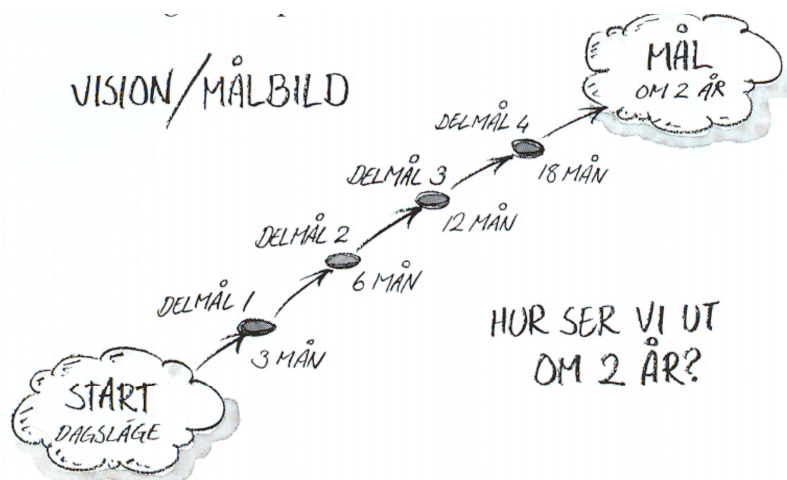 VISION/MÅLBILD
MÅL
OM 2 ÅR
DELMÅL 4
18 MÅN
DELMÅL 3
12 MÅN
DELMÅL 2
6 MÅN
DELMÅL 1
3 MÅN
HUR SER VI UT
OM 2 ÅR?
START
DAGSLÄGE